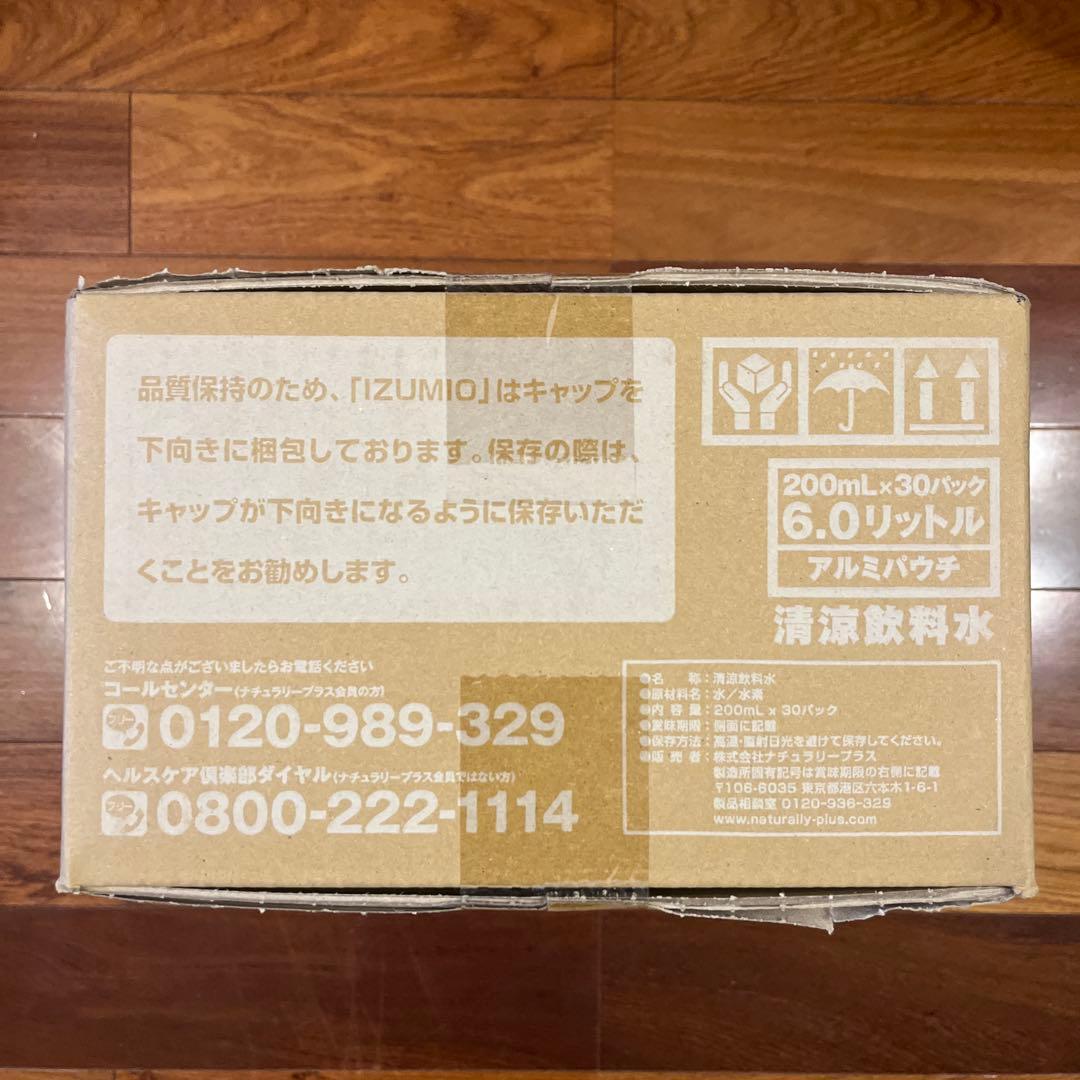 品質保持のため、「IZUMIO」はキャップを
下向きに梱包しております。保存の際は、
キャップが下向きになるように保存いただ
くことをお勧めします。
200mL×30パック
6.0リットル
アルミパウチ
清涼飲料水
ご不明な点がございましたらお電話ください
コールセンター(ナチュラリープラス会員の方)
フリー 0120-989-329
ヘルスケア倶楽部ダイヤル(ナチュラリープラス会員ではない方)
フリー 0800-222-1114
●名 称:清涼飲料水
●原材料名:水/水素
●内容量:200mL x 30パック
●賞味期限:側面に記載
●保存方法:高温・直射日光を避けて保存してください。
●販売者:株式会社ナチュラリープラス
製造所固有記号は賞味期限の右側に記載
〒106-6035 東京都港区六本木1-6-1
製品相談室 0120-936-329
www.naturally-plus.com